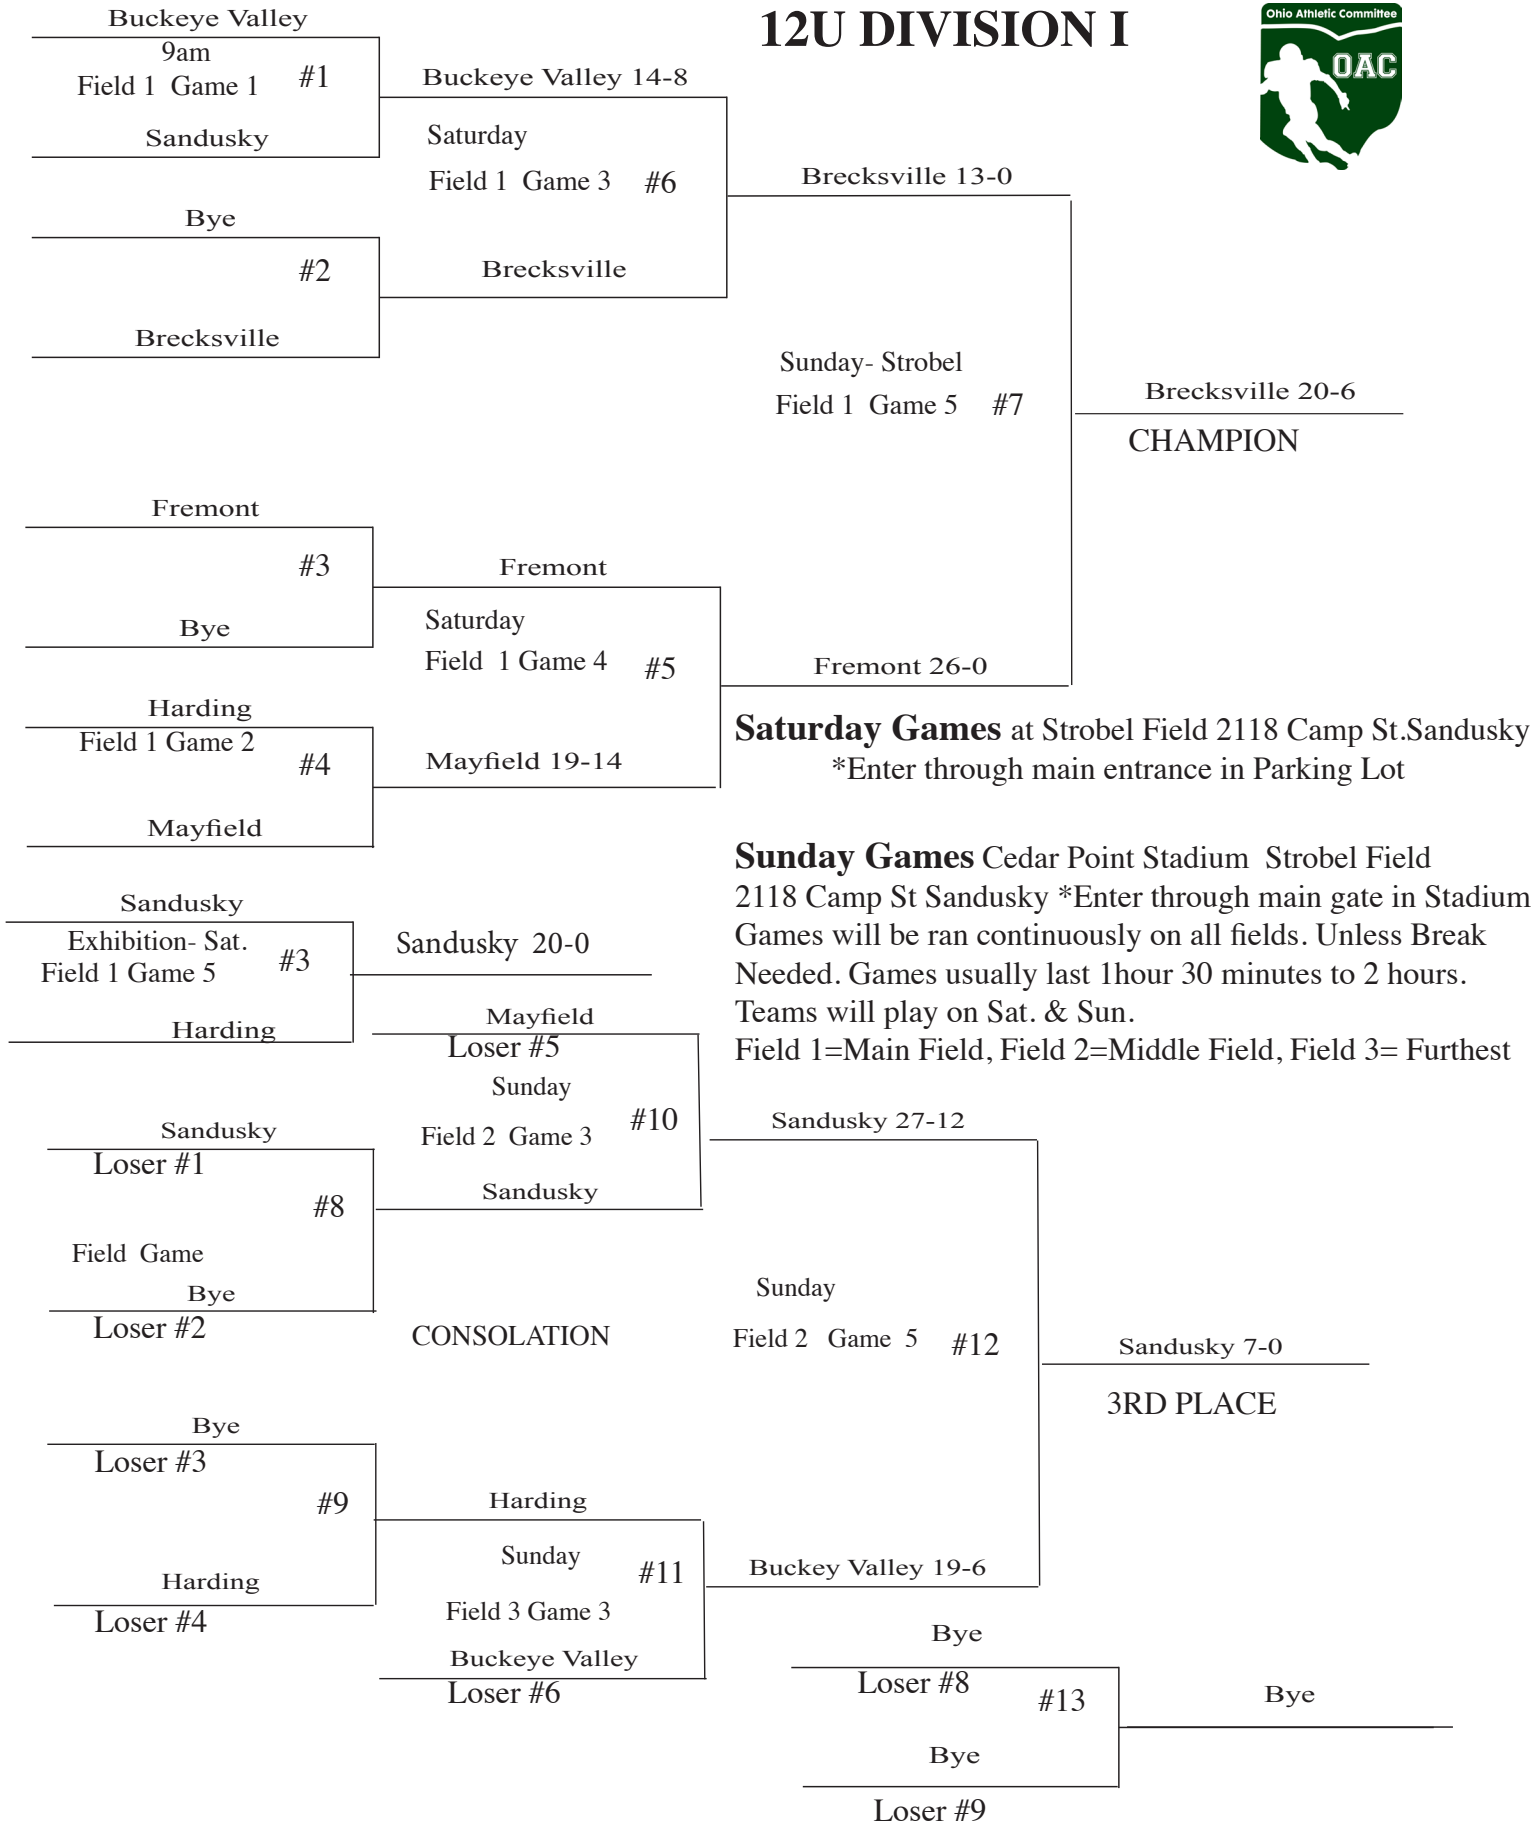 Buckeye Valley
12U DIVISION I
Ohio Athletic Committee
OAC
9am
Field 1 Game 1 #1
Sandusky
Buckeye Valley 14-8
Saturday
Field 1 Game 3 #6
Brecksville 13-0
Bye
#2
Brecksville
Brecksville
Sunday- Strobel
Field 1 Game 5 #7
Brecksville 20-6
CHAMPION
Fremont
#3
Bye
Fremont
Saturday
Field 1 Game 4 #5
Fremont 26-0
Harding
Field 1 Game 2
#4
Mayfield
Mayfield 19-14
Saturday Games at Strobel Field 2118 Camp St.Sandusky
*Enter through main entrance in Parking Lot
Sunday Games Cedar Point Stadium Strobel Field
2118 Camp St Sandusky *Enter through main gate in Stadium
Games will be ran continuously on all fields. Unless Break
Needed. Games usually last 1hour 30 minutes to 2 hours.
Teams will play on Sat. & Sun.
Field 1=Main Field, Field 2=Middle Field, Field 3= Furthest
Sandusky
Exhibition- Sat.
Field 1 Game 5 #3
Harding
Sandusky 20-0
Mayfield
Loser #5
Sunday
Field 2 Game 3 #10
Sandusky
Sandusky
Loser #1
#8
Field Game
Bye
Loser #2
CONSOLATION
Sandusky 27-12
Sunday
Field 2 Game 5 #12
Sandusky 7-0
3RD PLACE
Bye
Loser #3
#9
Harding
Loser #4
Harding
Sunday
#11
Field 3 Game 3
Buckeye Valley
Loser #6
Buckey Valley 19-6
Bye
Loser #8
#13
Bye
Loser #9
Bye